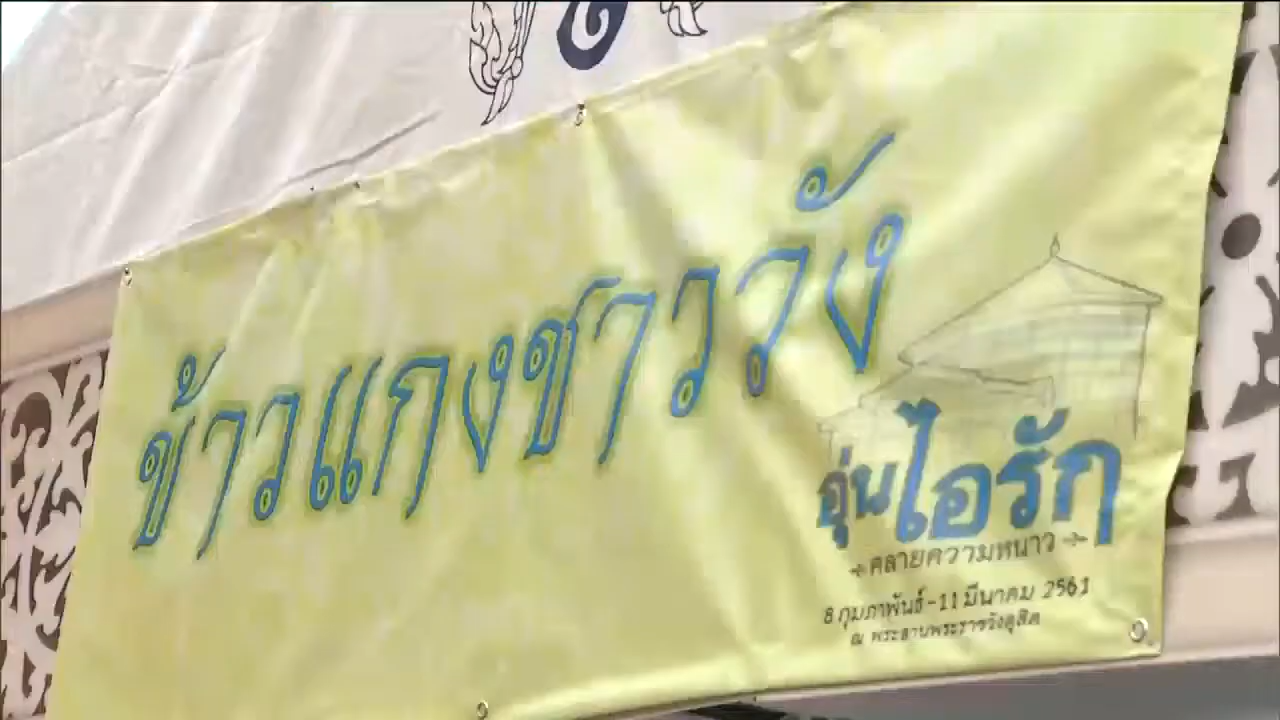 ข้าวแกงชาววัง
อุ่นไอรัก
คลายความหนาว
8 กุมภาพันธ์-11 มีนาคม 2561
ณ พระลานพระราชวังดุสิต